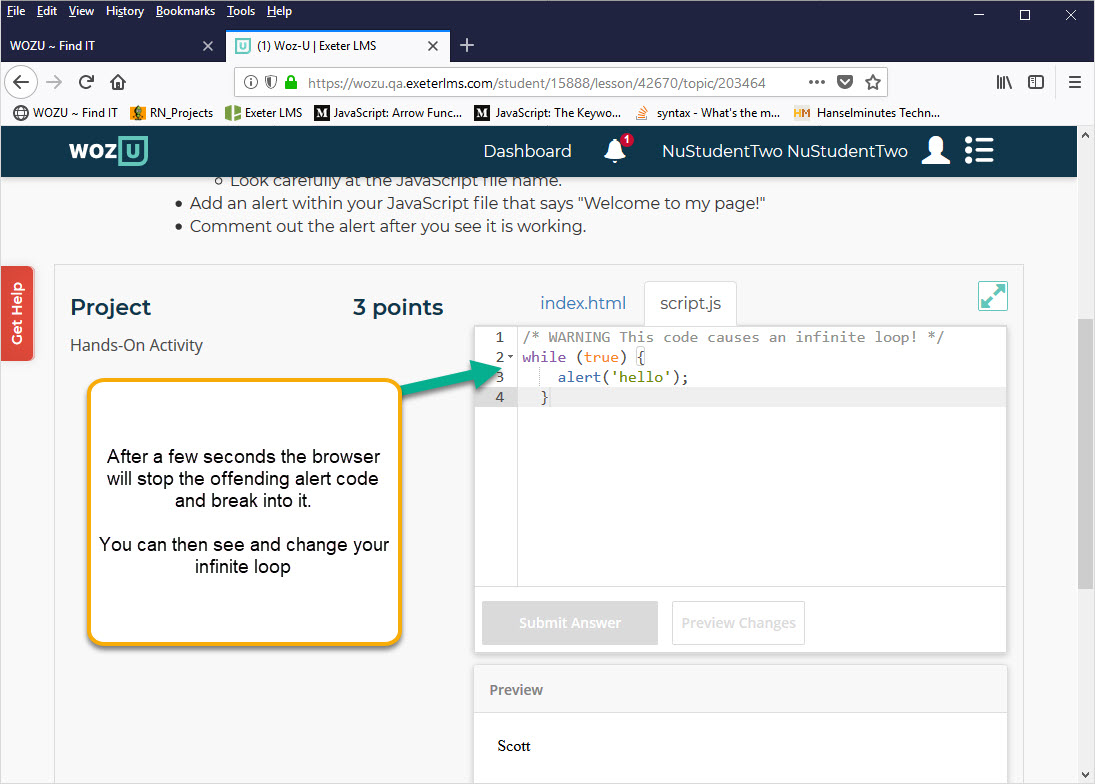 File Edit View History Bookmarks Tools Help
WOZU ~ Find IT
(1) Woz-U | Exeter LMS
https://wozu.qa.exeterlms.com/student/15888/lesson/42670/topic/203464
WOZU ~ Find IT RN_Projects Exeter LMS JavaScript: Arrow Func... JavaScript: The Keywo... syntax - What's the m... HM Hanselminutes Techn...
WOZ U Dashboard 1 NuStudentTwo NuStudentTwo
Look carefully at the JavaScript file name.
Add an alert within your JavaScript file that says "Welcome to my page!"
Comment out the alert after you see it is working.
Get Help
Project 3 points
Hands-On Activity
index.html script.js
1 /* WARNING This code causes an infinite loop! */
2 while (true) {
3 alert('hello');
4 }
After a few seconds the browser
will stop the offending alert code
and break into it.
You can then see and change your
infinite loop
Submit Answer Preview Changes
Preview
Scott